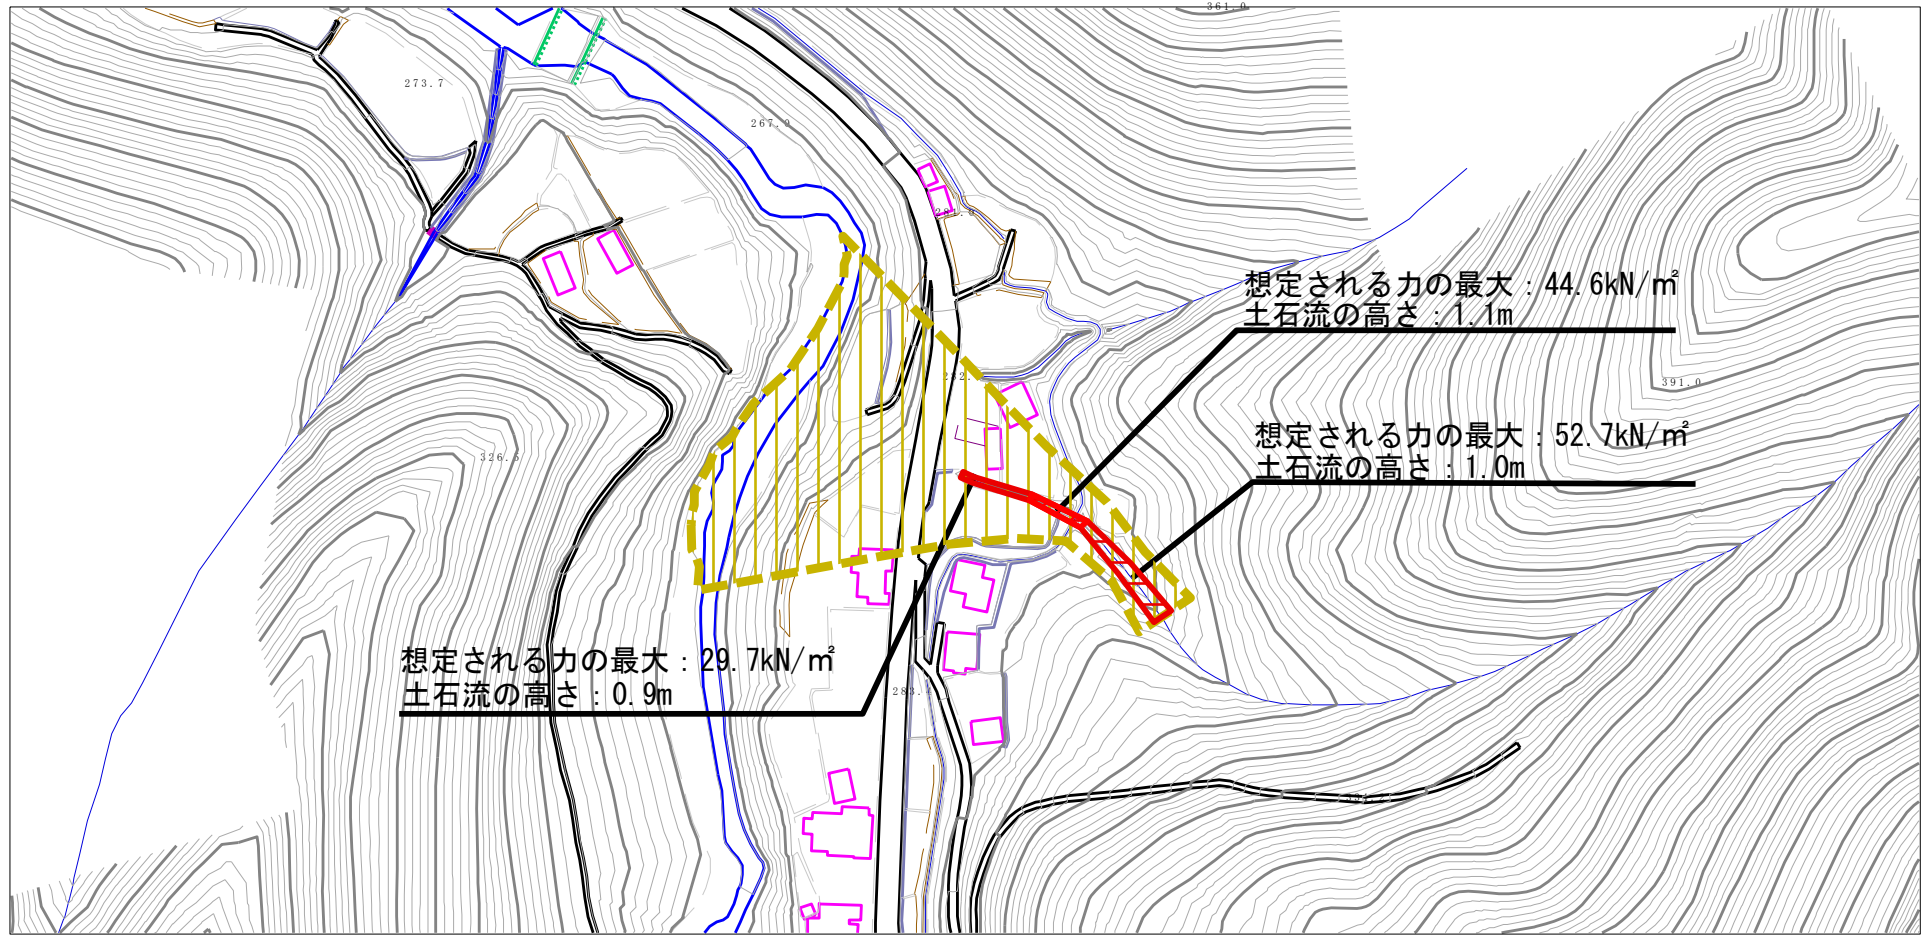 361.0
273.7
267.9
想定される力の最大：44.6kN/㎡
土石流の高さ：1.1m
391.0
想定される力の最大：52.7kN/㎡
土石流の高さ：1.0m
326.5
想定される力の最大：29.7kN/㎡
土石流の高さ：0.9m